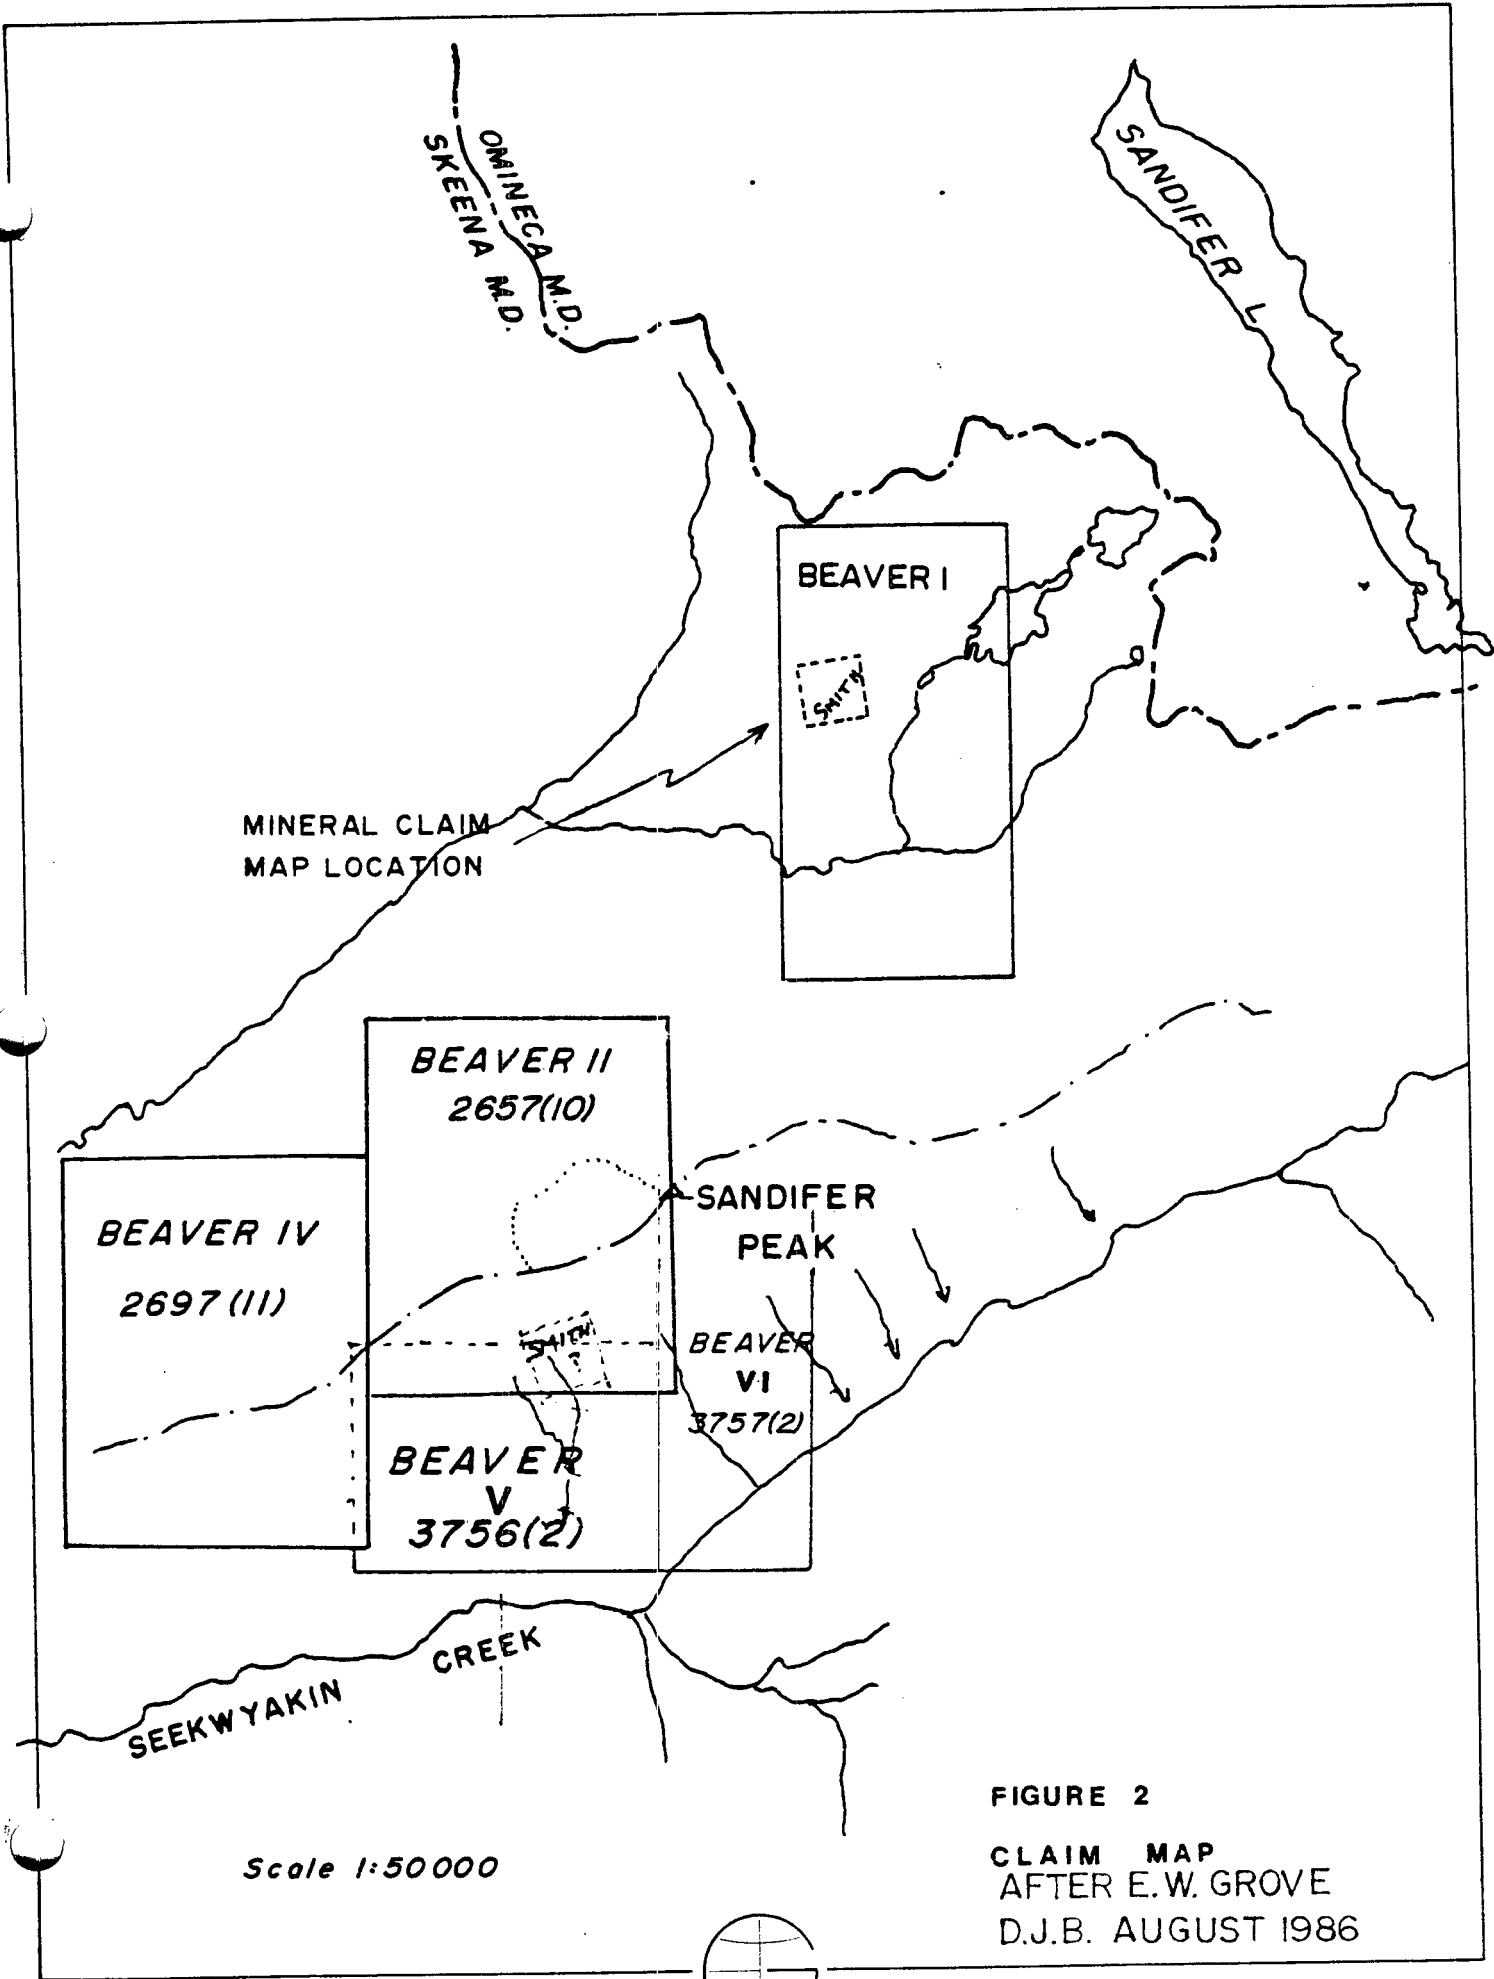 OMINECA M.D.
SKEENA M.D.
SANDIFER L
BEAVER I
SMITH
MINERAL CLAIM
MAP LOCATION
BEAVER II
2657(10)
SANDIFER
PEAK
BEAVER IV
2697(11)
SMITH
?
BEAVER
VI
3757(2)
BEAVER
V
3756(2)
SEEKWYAKIN CREEK
FIGURE 2
CLAIM MAP
AFTER E.W. GROVE
D.J.B. AUGUST 1986
Scale 1:50000